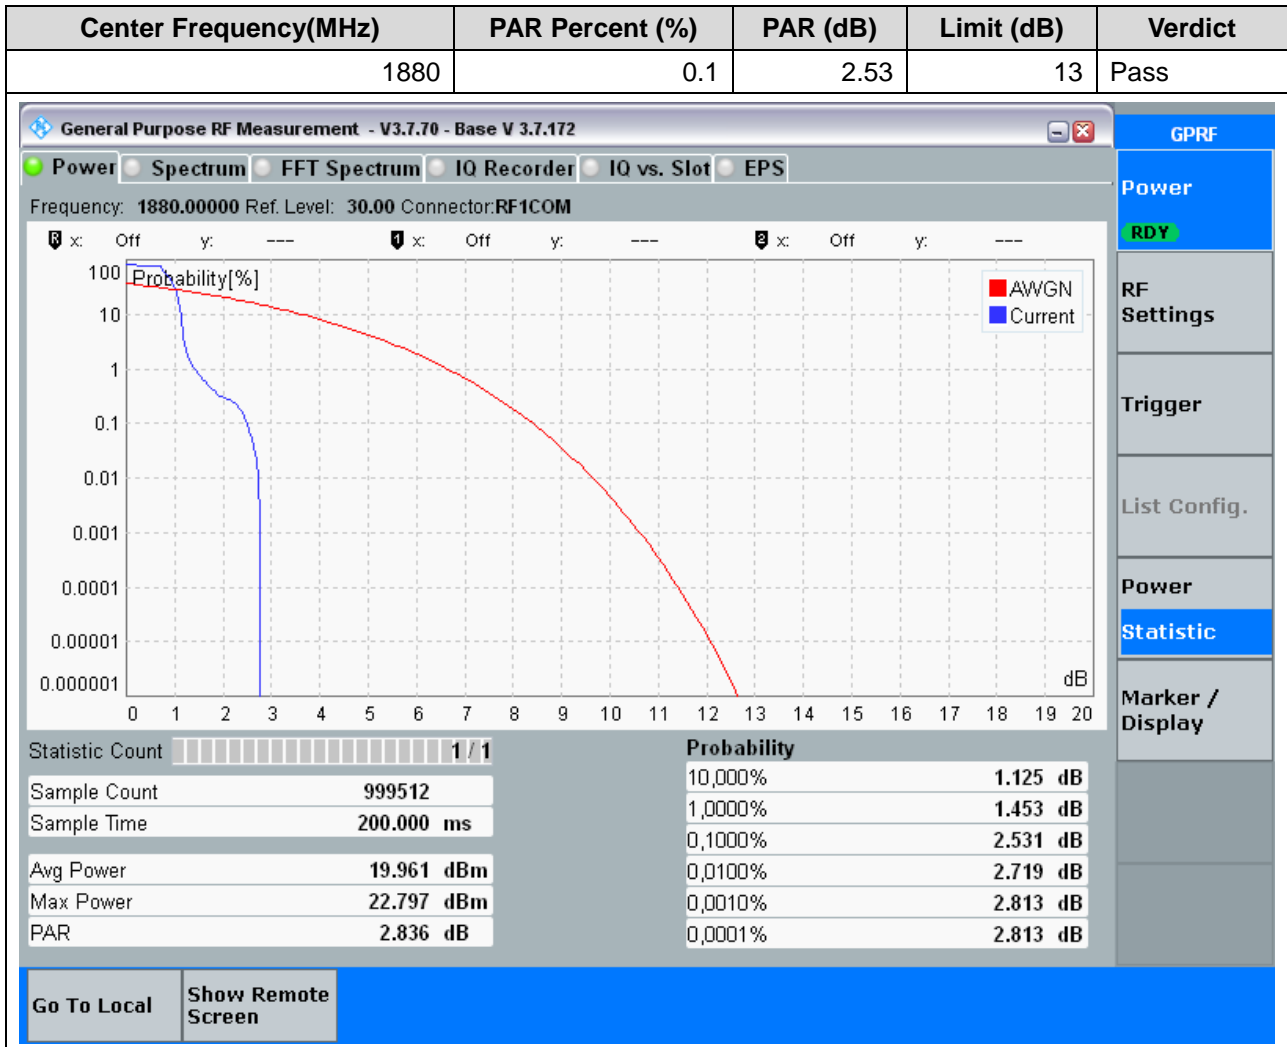 Center Frequency(MHz) PAR Percent (%) PAR (dB) Limit (dB) Verdict
1880 0.1 2.53 13 Pass
General Purpose RF Measurement - V3.7.70 - Base V 3.7.172
GPRF
Power Spectrum FFT Spectrum IQ Recorder IQ vs. Slot EPS
Power
RDY
Frequency: 1880.00000 Ref. Level: 30.00 Connector:RF1COM
R x: Off y: --- 1 x: Off y: --- 2 x: Off y: ---
Probability[%]
100
10
1
0.1
0.01
0.001
0.0001
0.00001
0.000001
AWGN
Current
dB
0 1 2 3 4 5 6 7 8 9 10 11 12 13 14 15 16 17 18 19 20
RF
Settings
Trigger
List Config.
Power
Statistic
Marker /
Display
Statistic Count 1 / 1
Sample Count 999512
Sample Time 200.000 ms
Avg Power 19.961 dBm
Max Power 22.797 dBm
PAR 2.836 dB
Probability
10,000% 1.125 dB
1,0000% 1.453 dB
0,1000% 2.531 dB
0,0100% 2.719 dB
0,0010% 2.813 dB
0,0001% 2.813 dB
Go To Local
Show Remote
Screen